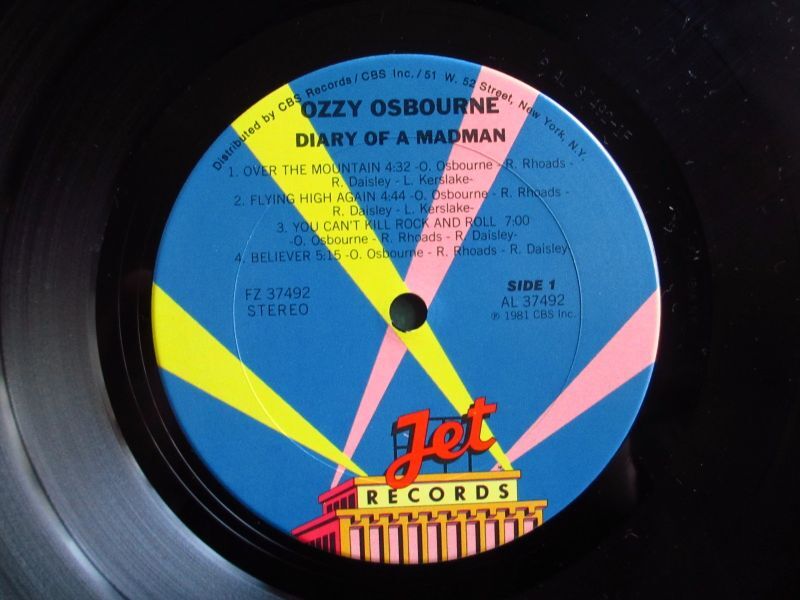 Distributed by CBS Records / CBS Inc. / 51 W. 52 Street, New York, N.Y.
OZZY OSBOURNE
DIARY OF A MADMAN
1. OVER THE MOUNTAIN 4:32 -O. Osbourne - R. Rhoads -
R. Daisley - L. Kerslake-
2. FLYING HIGH AGAIN 4:44 -O. Osbourne - R. Rhoads -
R. Daisley - L. Kerslake-
3. YOU CAN'T KILL ROCK AND ROLL 7:00
-O. Osbourne - R. Rhoads - R. Daisley-
4. BELIEVER 5:15 -O. Osbourne - R. Rhoads - R. Daisley
FZ 37492
STEREO
SIDE 1
AL 37492
℗ 1981 CBS Inc.
Jet
RECORDS